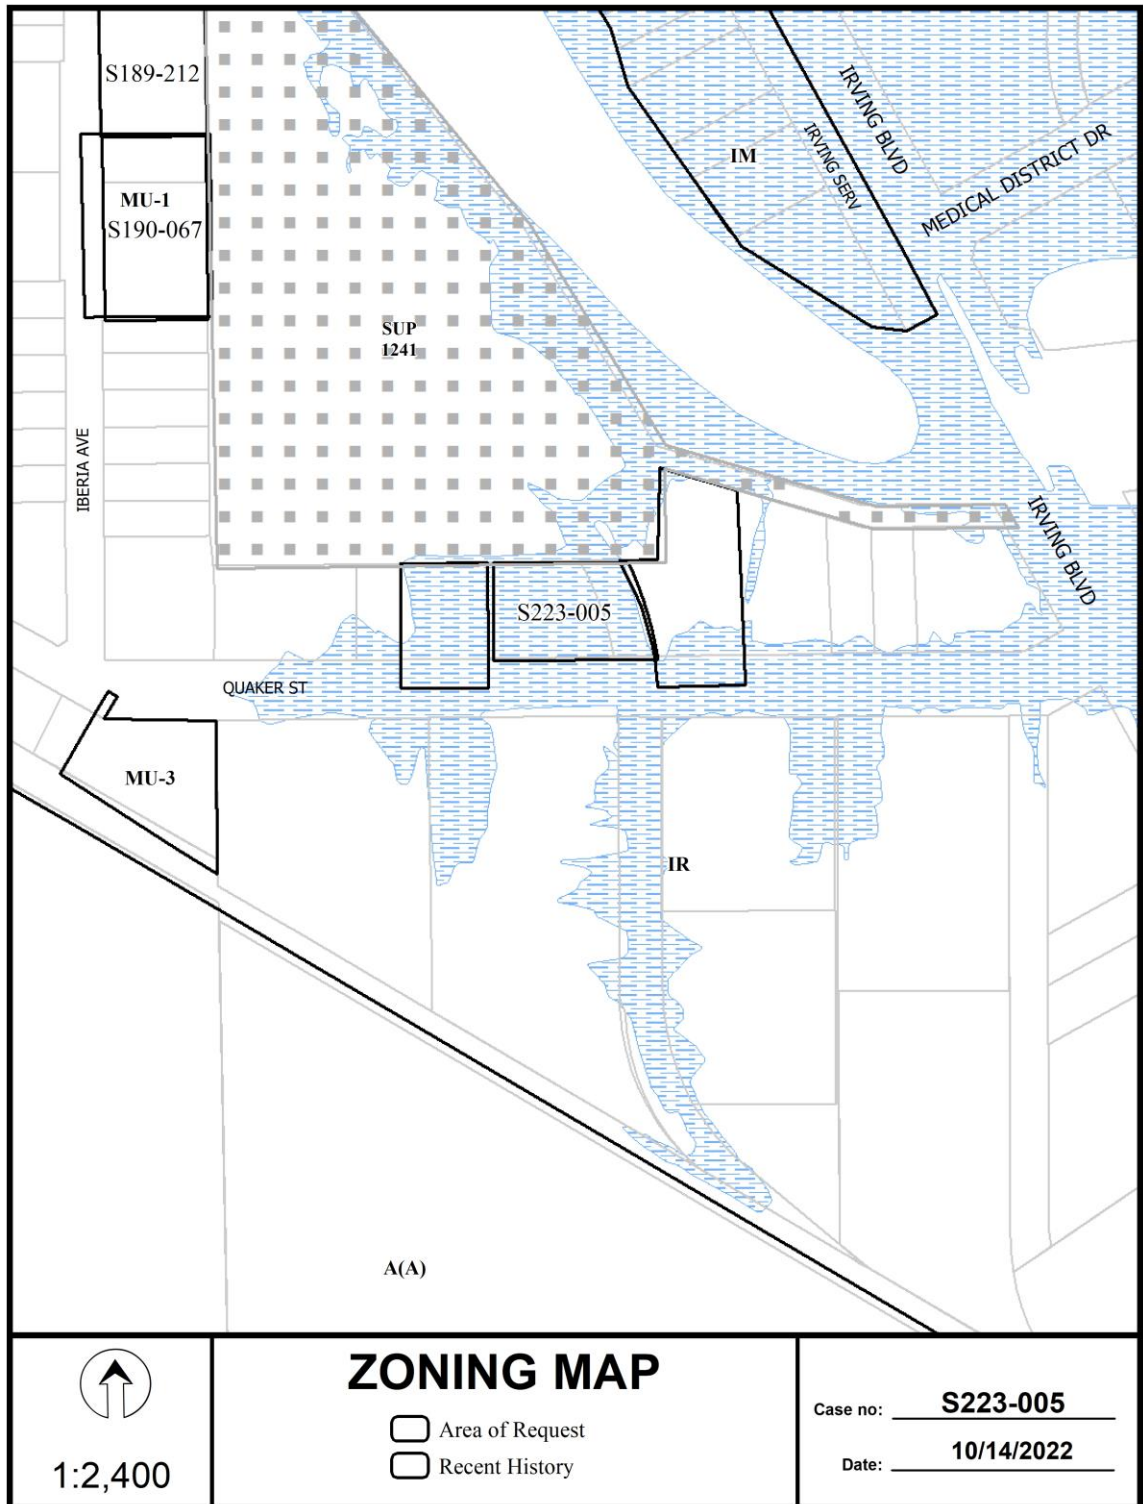 S189-212
MU-1
S190-067
SUP
1241
IM
IRVING BLVD
IRVING SERV
MEDICAL DISTRICT DR
IBERIA AVE
IRVING BLVD
S223-005
QUAKER ST
MU-3
IR
A(A)
1:2,400
ZONING MAP
Area of Request
Recent History
Case no: S223-005
Date: 10/14/2022